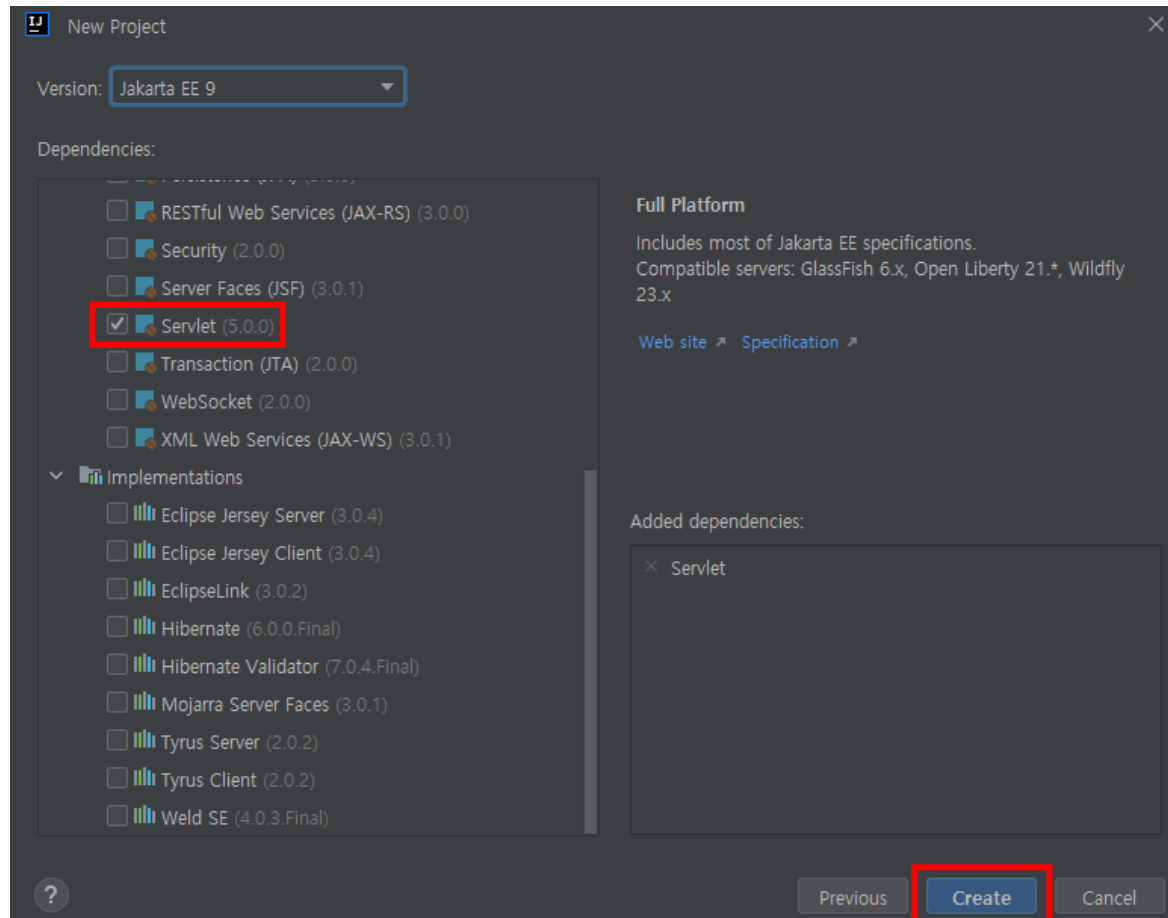 IJ
New Project
Version: Jakarta EE 9
Dependencies:
RESTful Web Services (JAX-RS) (3.0.0)
Security (2.0.0)
Server Faces (JSF) (3.0.1)
Servlet (5.0.0)
Transaction (JTA) (2.0.0)
WebSocket (2.0.0)
XML Web Services (JAX-WS) (3.0.1)
Implementations
Eclipse Jersey Server (3.0.4)
Eclipse Jersey Client (3.0.4)
EclipseLink (3.0.2)
Hibernate (6.0.0.Final)
Hibernate Validator (7.0.4.Final)
Mojarra Server Faces (3.0.1)
Tyrus Server (2.0.2)
Tyrus Client (2.0.2)
Weld SE (4.0.3.Final)
Full Platform
Includes most of Jakarta EE specifications.
Compatible servers: GlassFish 6.x, Open Liberty 21.*, Wildfly
23.x
Web site Specification
Added dependencies:
Servlet
?
Previous
Create
Cancel